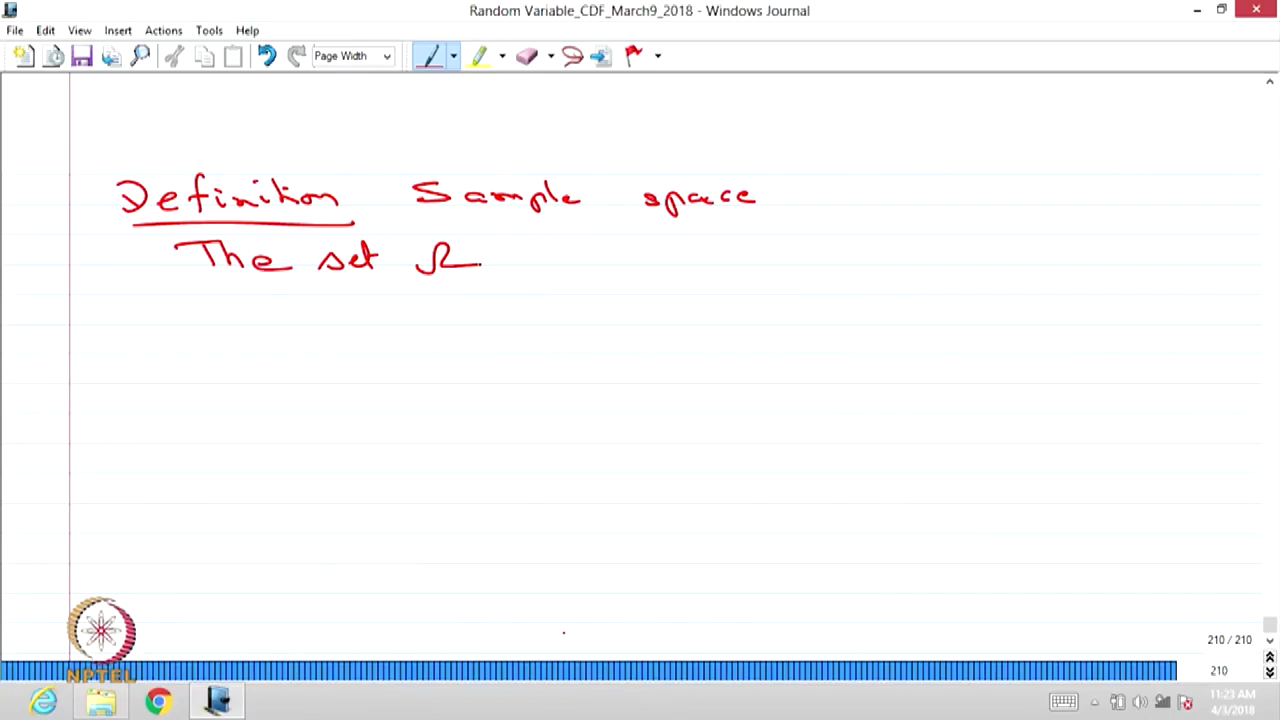 Random Variable_CDF_March9_2018 - Windows Journal
File Edit View Insert Actions Tools Help
Page Width
Definition Sample space
The set Ω
210 / 210
210
NPTEL
11:23 AM
4/3/2018